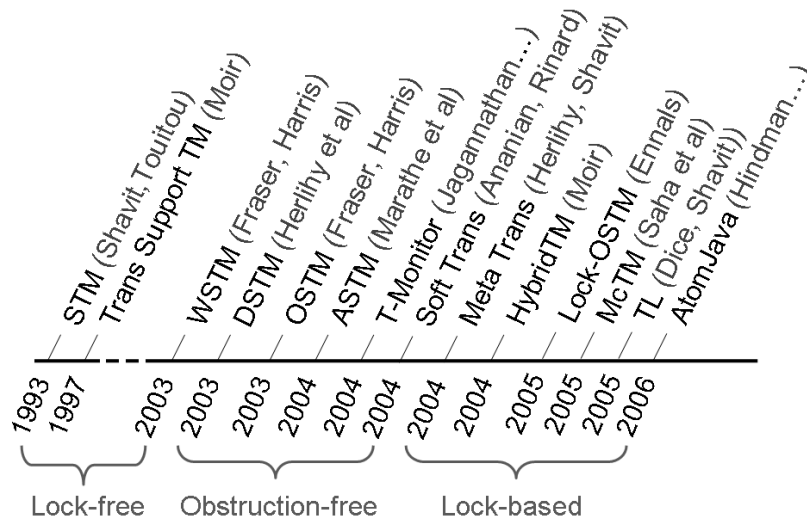 STM (Shavit,Touitou)
Trans Support TM (Moir)
WSTM (Fraser, Harris)
DSTM (Herlihy et al)
OSTM (Fraser, Harris)
ASTM (Marathe et al)
T-Monitor (Jagannathan…)
Soft Trans (Ananian, Rinard)
Meta Trans (Herlihy, Shavit)
HybridTM (Moir)
Lock-OSTM (Ennals)
McTM (Saha et al)
TL (Dice, Shavit))
AtomJava (Hindman…)
1993
1997
2003
2003
2003
2004
2004
2004
2004
2004
2005
2005
2005
2006
Lock-free
Obstruction-free
Lock-based